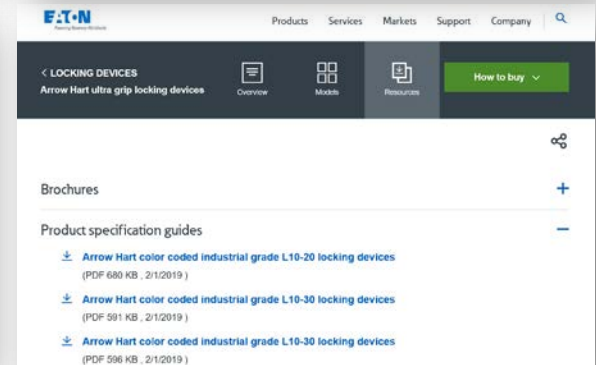 EATON
Powering Business Worldwide
Products Services Markets Support Company
< LOCKING DEVICES
Arrow Hart ultra grip locking devices
Overview Models Resources
How to buy
Brochures
Product specification guides
Arrow Hart color coded industrial grade L10-20 locking devices
(PDF 680 KB , 2/1/2019 )
Arrow Hart color coded industrial grade L10-30 locking devices
(PDF 591 KB , 2/1/2019 )
Arrow Hart color coded industrial grade L10-30 locking devices
(PDF 596 KB , 2/1/2019 )